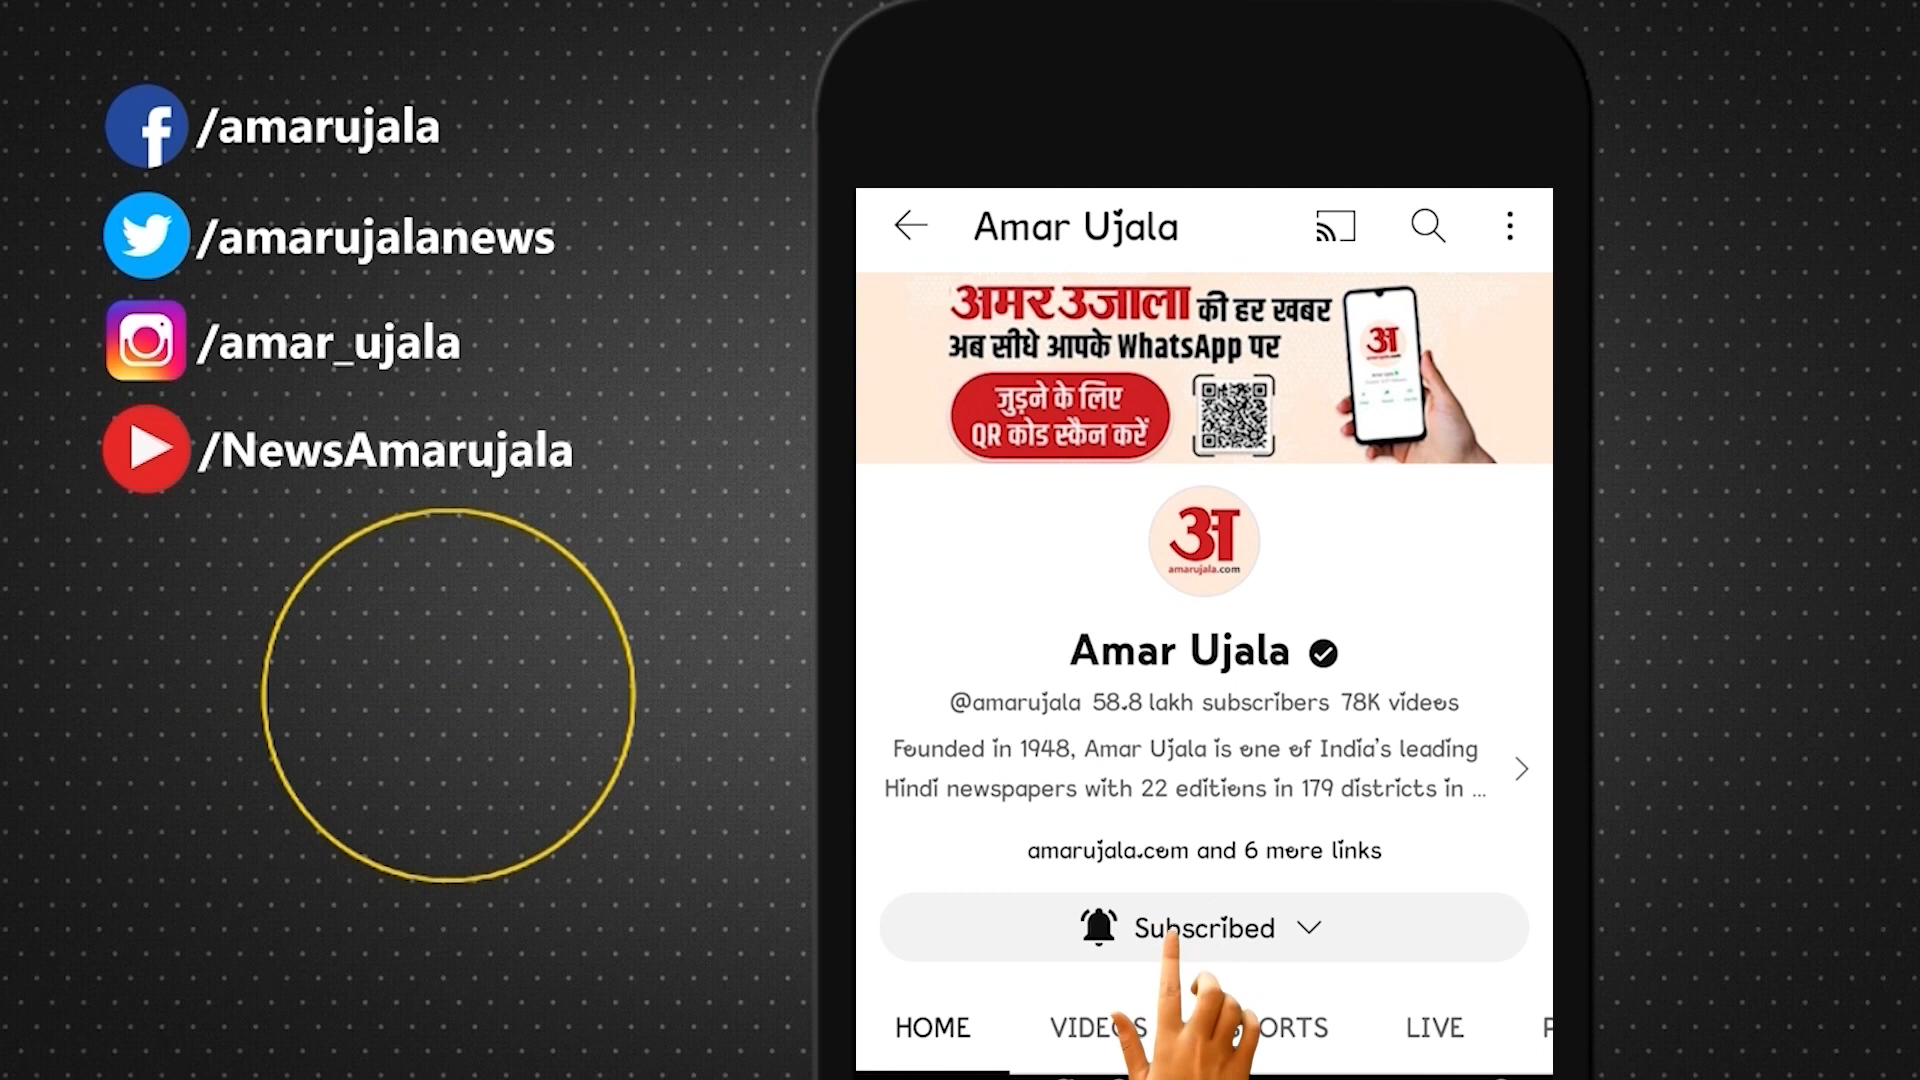 /amarujala
/amarujalanews
/amar_ujala
/NewsAmarujala
Amar Ujala
अमर उजाला की हर खबर
अब सीधे आपके WhatsApp पर
जुड़ने के लिए
QR कोड स्कैन करें
अ
अ
amarujala.com
Amar Ujala
@amarujala 58.8 lakh subscribers 78K videos
Founded in 1948, Amar Ujala is one of India's leading
Hindi newspapers with 22 editions in 179 districts in ...
amarujala.com and 6 more links
Subscribed
HOME VIDEOS SHORTS LIVE